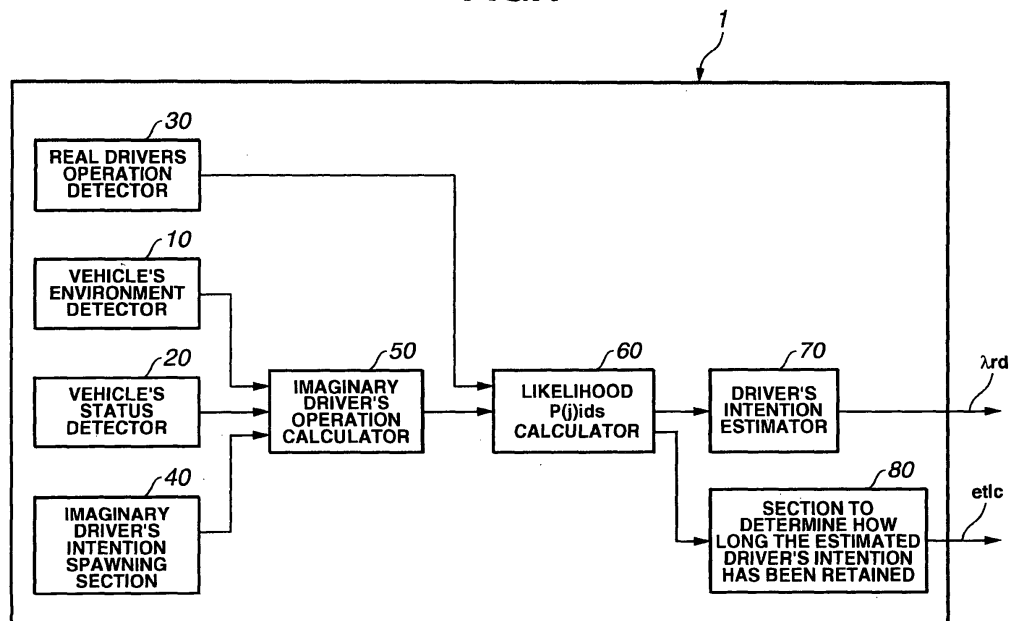 1
30
REAL DRIVERS
OPERATION
DETECTOR
10
VEHICLE'S
ENVIRONMENT
DETECTOR
20
VEHICLE'S
STATUS
DETECTOR
40
IMAGINARY
DRIVER'S
INTENTION
SPAWNING
SECTION
50
IMAGINARY
DRIVER'S
OPERATION
CALCULATOR
60
LIKELIHOOD
P(j)ids
CALCULATOR
70
DRIVER'S
INTENTION
ESTIMATOR
λrd
80
SECTION TO
DETERMINE HOW
LONG THE ESTIMATED
DRIVER'S INTENTION
HAS BEEN RETAINED
etlc